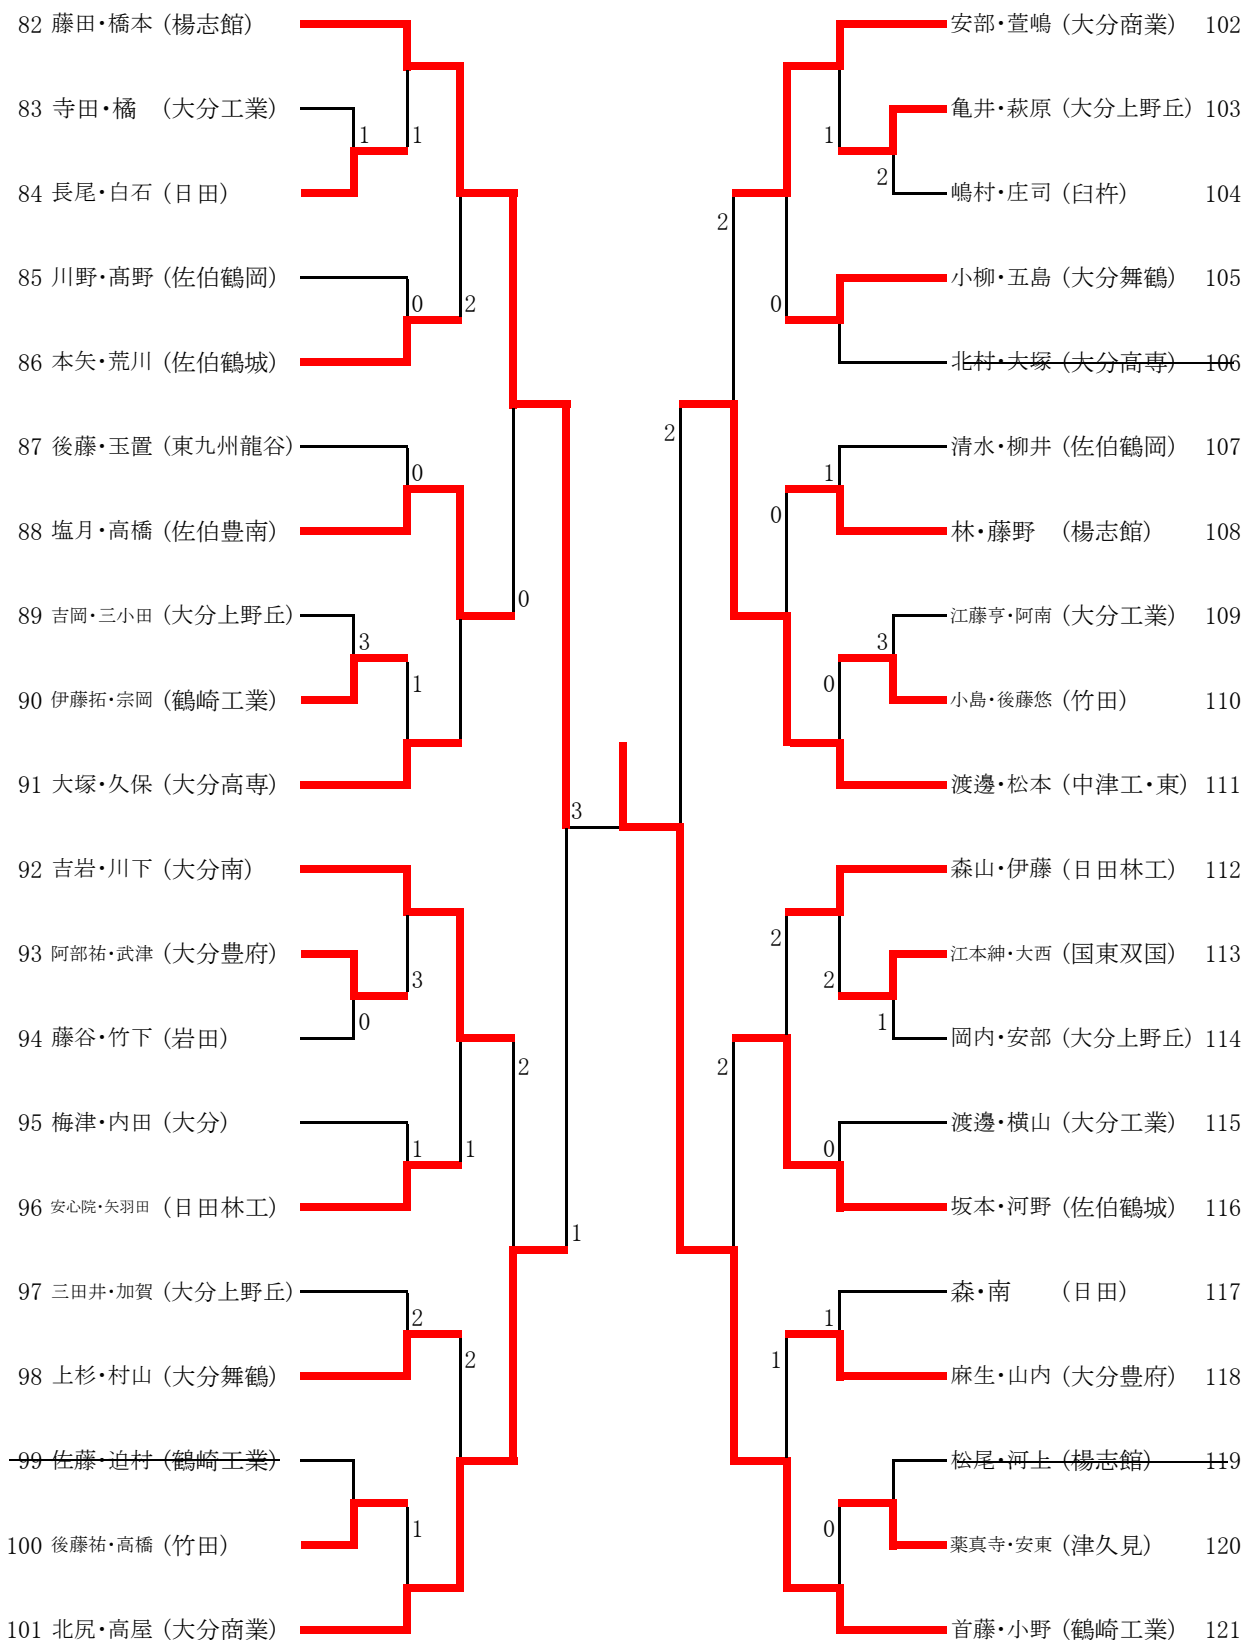 82 藤田・橋本 (楊志館)
83 寺田・橘 (大分工業)
1
1
84 長尾・白石 (日田)
85 川野・髙野 (佐伯鶴岡)
0
2
86 本矢・荒川 (佐伯鶴城)
87 後藤・玉置 (東九州龍谷)
0
88 塩月・高橋 (佐伯豊南)
0
89 吉岡・三小田 (大分上野丘)
3
1
90 伊藤拓・宗岡 (鶴崎工業)
91 大塚・久保 (大分高専)
3
92 吉岩・川下 (大分南)
93 阿部祐・武津 (大分豊府)
3
0
94 藤谷・竹下 (岩田)
2
95 梅津・内田 (大分)
1
1
96 安心院・矢羽田 (日田林工)
1
97 三田井・加賀 (大分上野丘)
2
2
98 上杉・村山 (大分舞鶴)
99 佐藤・迫村 (鶴崎工業)
1
100 後藤祐・高橋 (竹田)
101 北尻・高屋 (大分商業)
安部・萱嶋 (大分商業) 102
亀井・萩原 (大分上野丘) 103
1
2
嶋村・庄司 (臼杵) 104
2
小柳・五島 (大分舞鶴) 105
0
北村・大塚 (大分高専) 106
2
清水・柳井 (佐伯鶴岡) 107
1
0
林・藤野 (楊志館) 108
江藤亨・阿南 (大分工業) 109
3
0
小島・後藤悠 (竹田) 110
渡邊・松本 (中津工・東) 111
森山・伊藤 (日田林工) 112
2
江本紳・大西 (国東双国) 113
2
1
岡内・安部 (大分上野丘) 114
2
渡邊・横山 (大分工業) 115
0
坂本・河野 (佐伯鶴城) 116
森・南 (日田) 117
1
1
麻生・山内 (大分豊府) 118
松尾・河上 (楊志館) 119
0
薬真寺・安東 (津久見) 120
首藤・小野 (鶴崎工業) 121